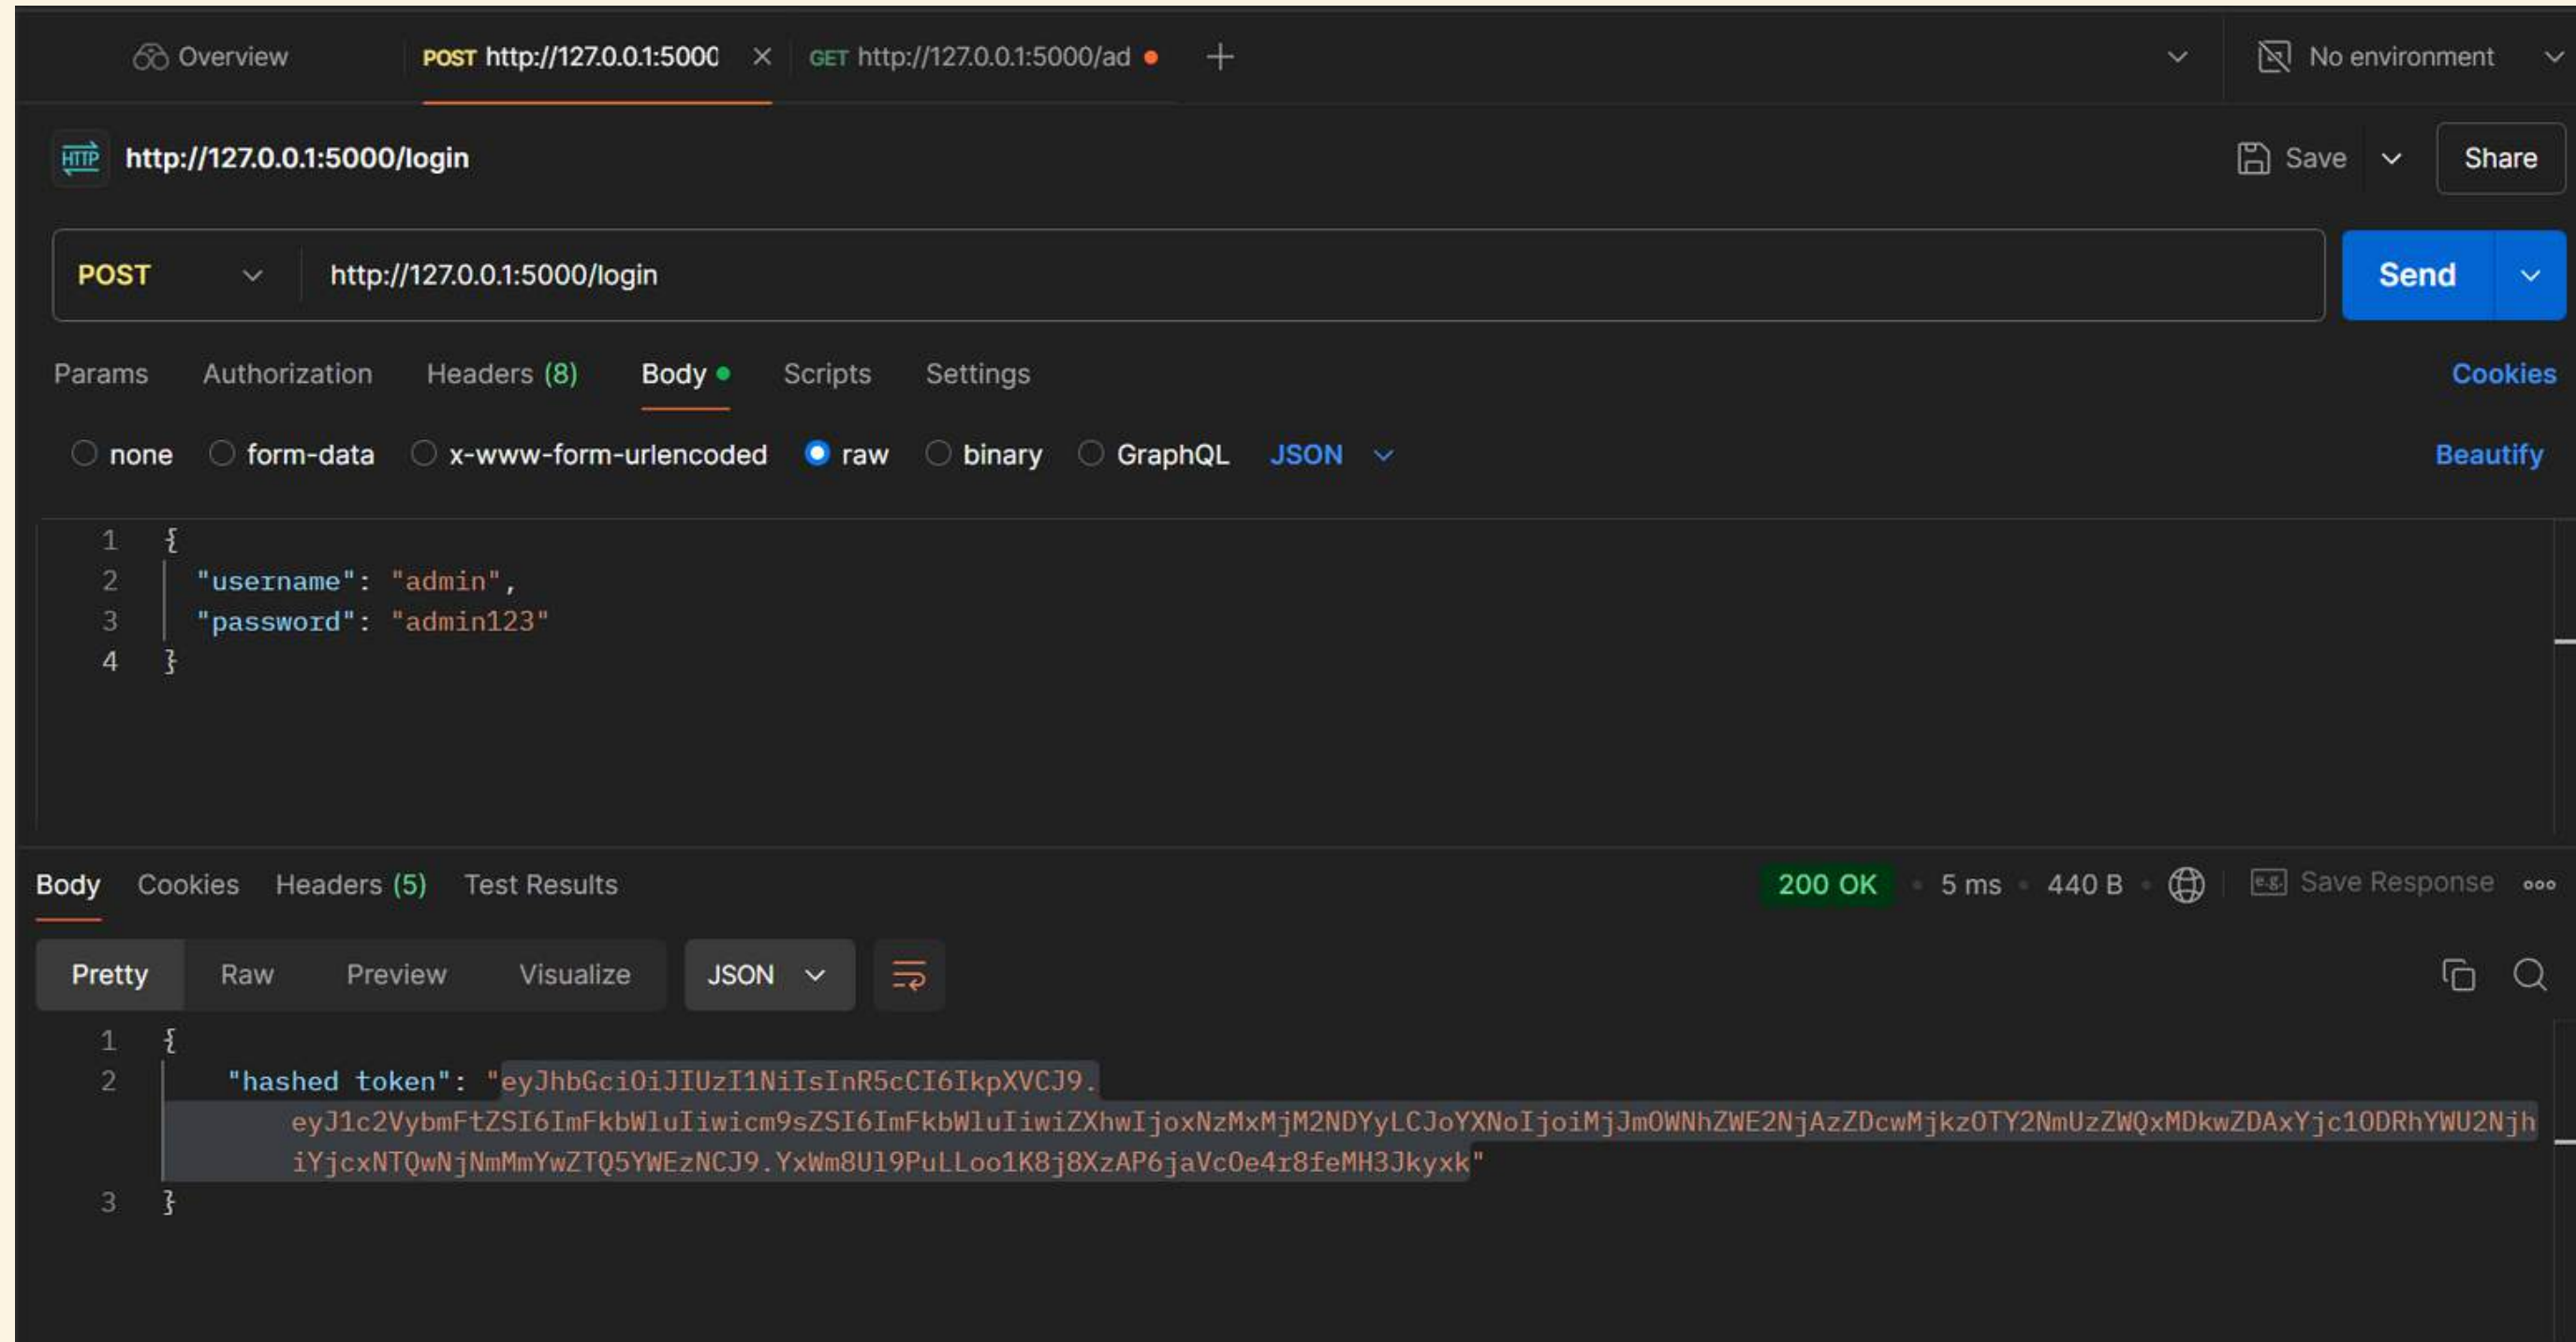 Overview POST http://127.0.0.1:5000 GET http://127.0.0.1:5000/ad No environment
HTTP http://127.0.0.1:5000/login Save Share
POST http://127.0.0.1:5000/login Send
Params Authorization Headers (8) Body Scripts Settings Cookies
none form-data x-www-form-urlencoded raw binary GraphQL JSON Beautify
1 {
2 "username": "admin",
3 "password": "admin123"
4 }
Body Cookies Headers (5) Test Results 200 OK 5 ms 440 B e.g. Save Response
Pretty Raw Preview Visualize JSON
1 {
2 "hashed token": "eyJhbGciOiJIUzI1NiIsInR5cCI6IkpXVCJ9.
eyJ1c2VybmFtZSI6ImFkbWluIiwicm9sZSI6ImFkbWluIiwiZXhwIjoxNzMxMjM2NDYyLCJoYXNoIjoiMjJmOWNhZWE2NjAzZDcwMjkzOTY2NmUzZWQxMDkwZDAxYjc1ODRhYWU2Njh
iYjcxNTQwNjNmMmYwZTQ5YWEzNCJ9.YxWm8Ul9PuLLoo1K8j8XzAP6jaVcOe4r8feMH3Jkyxk"
3 }